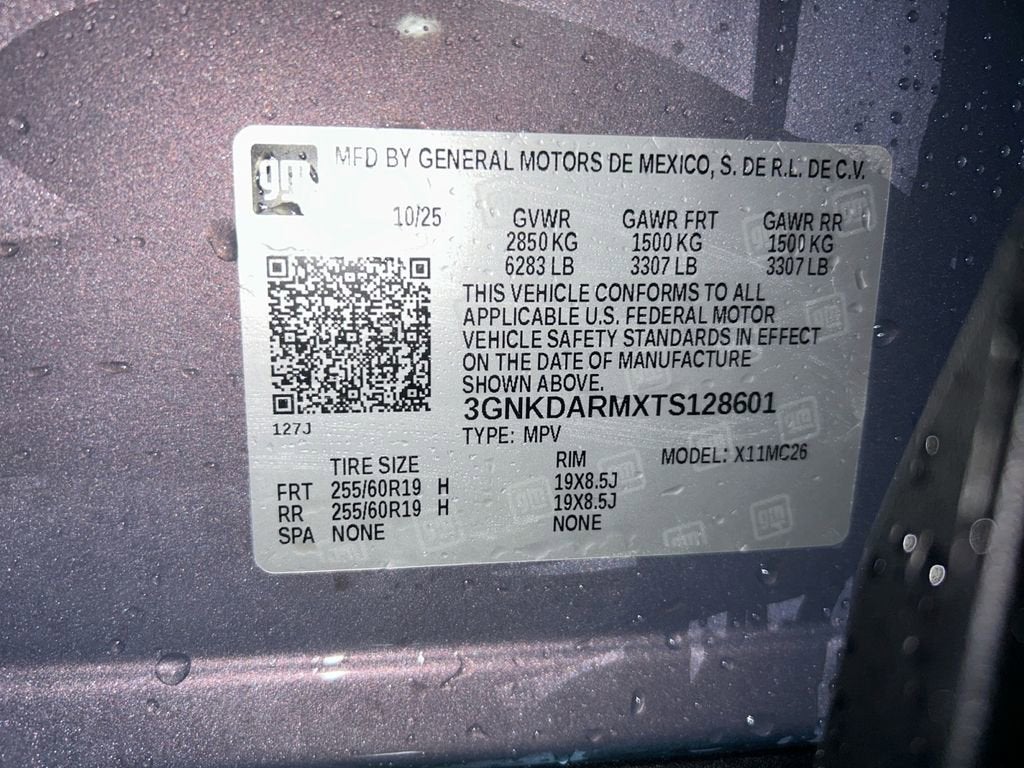 gm
MFD BY GENERAL MOTORS DE MEXICO, S. DE R.L. DE C.V.
10/25 GVWR GAWR FRT GAWR RR
2850 KG 1500 KG 1500 KG
6283 LB 3307 LB 3307 LB
THIS VEHICLE CONFORMS TO ALL
APPLICABLE U.S. FEDERAL MOTOR
VEHICLE SAFETY STANDARDS IN EFFECT
ON THE DATE OF MANUFACTURE
SHOWN ABOVE.
3GNKDARMXTS128601
127J
TYPE: MPV
TIRE SIZE RIM MODEL: X11MC26
FRT 255/60R19 H 19X8.5J
RR 255/60R19 H 19X8.5J
SPA NONE NONE